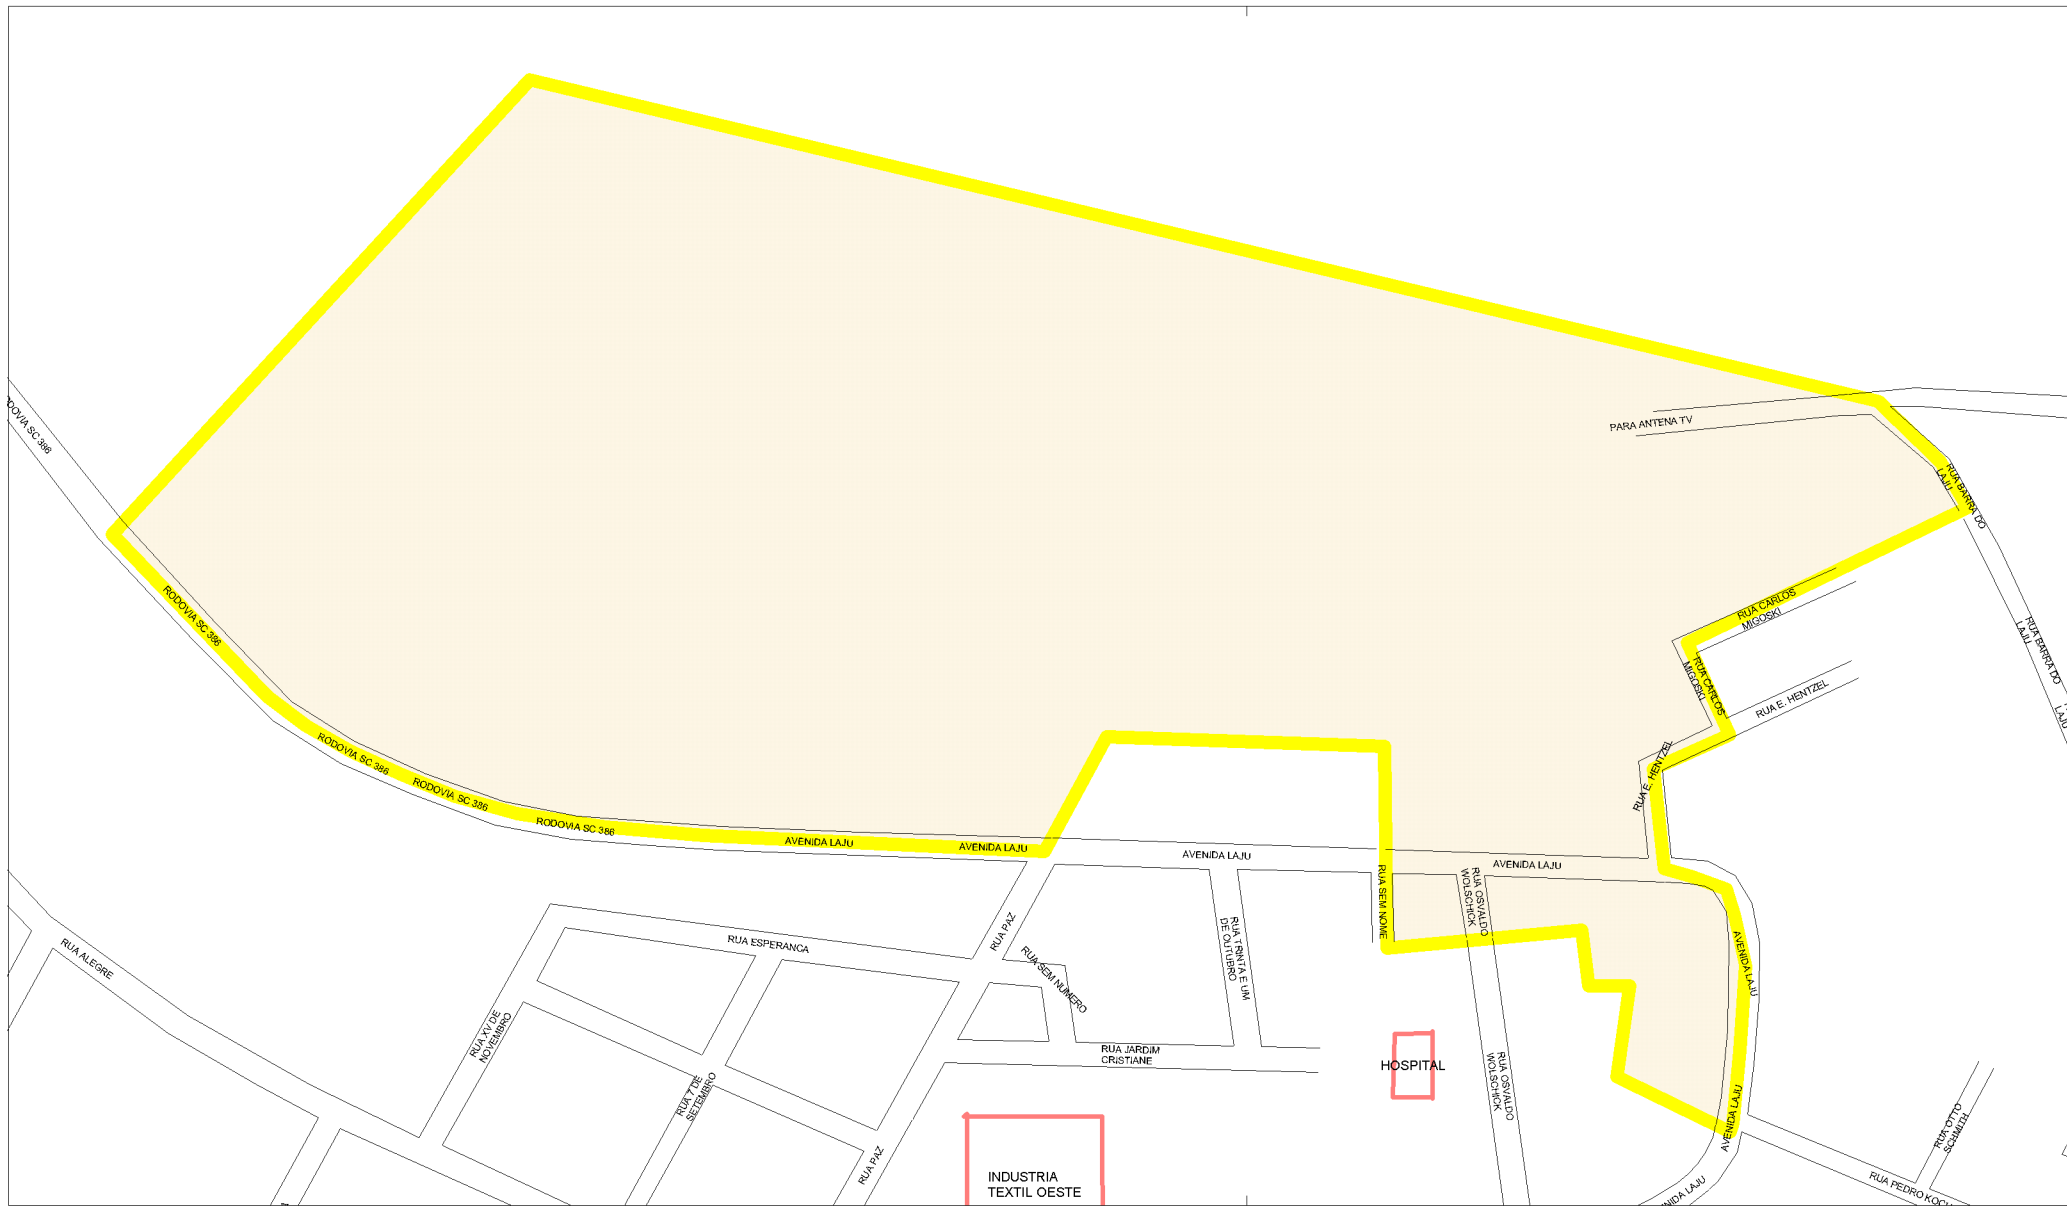 PARA ANTENA TV
RODOVIA SC 386
RUA BARRA DO
LAJU
RUA CARLOS
MIGOSKI
RODOVIA SC 386
RUA BARRA DO
LAJU
RUA CARLOS
MIGOSKI
RUA E. HENTZEL
LAJU
RODOVIA SC 386
RUA E. HENTZEL
RODOVIA SC 386
RODOVIA SC 386
AVENIDA LAJU
AVENIDA LAJU
AVENIDA LAJU
AVENIDA LAJU
RUA SEM NOME
RUA OSVALDO
WOLSCHICK
RUA ALEGRE
RUA ESPERANCA
RUA PAZ
RUA SEM NUMERO
RUA TRINTA E UM
DE OUTUBRO
AVENIDA LAJU
RUA XV DE
NOVEMBRO
RUA JARDIM
CRISTIANE
HOSPITAL
RUA OSVALDO
WOLSCHICK
RUA 7 DE
SETEMBRO
AVENIDA LAJU
RUA OTTO
SCHMITH
RUA PAZ
INDUSTRIA
TEXTIL OESTE
NIDA LAJU
RUA PEDRO KOCH